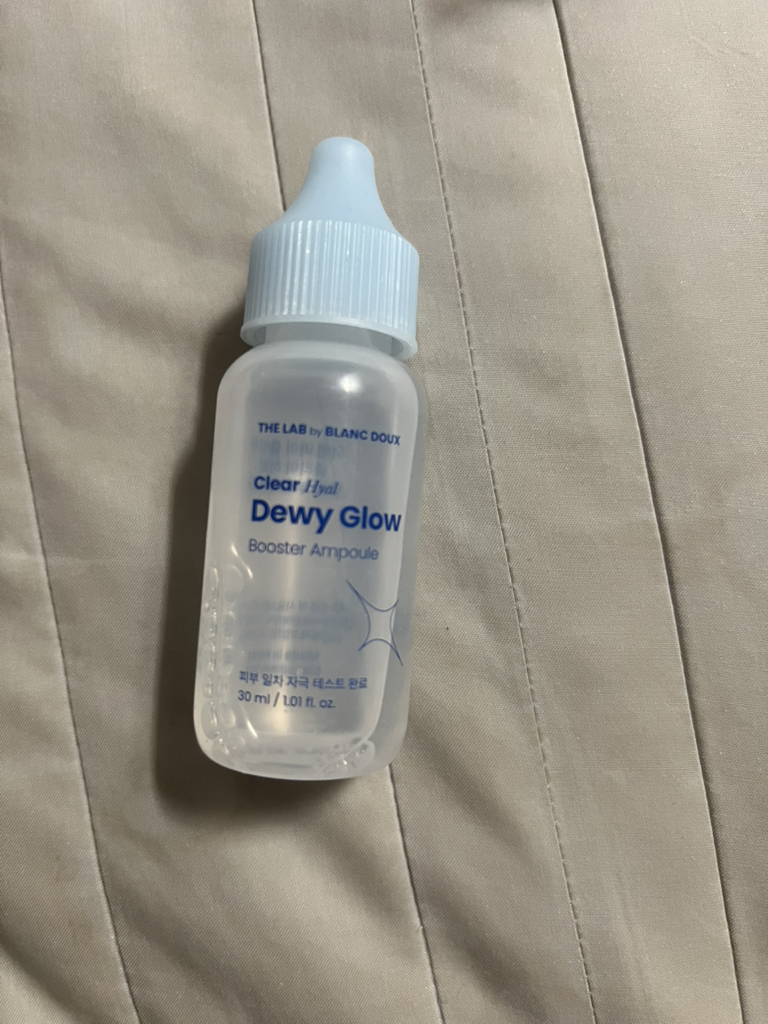 THE LAB by BLANC DOUX
Clear Hyal
Dewy Glow
Booster Ampoule
피부 일차 자극 테스트 완료
30 ml / 1.01 fl. oz.